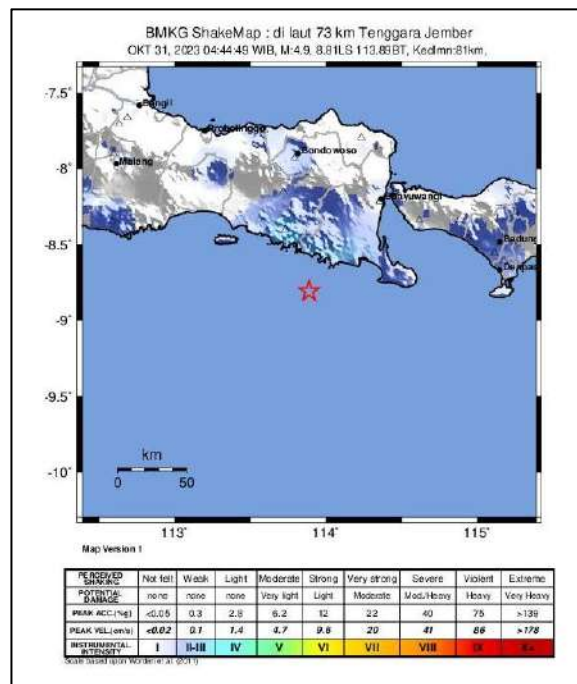 BMKG ShakeMap : di laut 73 km Tenggara Jember
OKT 31, 2023 04:44:49 WIB, M:4.9, 8.81LS 113.89BT, Kedlmn:81km,
-7.5°
-8°
-8.5°
-9°
-9.5°
-10°
Bangil
Probolinggo
Bondowoso
Malang
Banyuwangi
Badung
km
0 50
113° 114° 115°
Map Version 1
PERCEIVED SHAKING Not felt Weak Light Moderate Strong Very strong Severe Violent Extreme
POTENTIAL DAMAGE none none none Very light Light Moderate Mod./Heavy Heavy Very Heavy
PEAK ACC.(%g) <0.05 0.3 2.8 6.2 12 22 40 75 >139
PEAK VEL.(cm/s) <0.02 0.1 1.4 4.7 9.6 20 41 86 >178
INSTRUMENTAL INTENSITY I II-III IV V VI VII VIII IX X+
Scale based upon Worden et al. (2011)